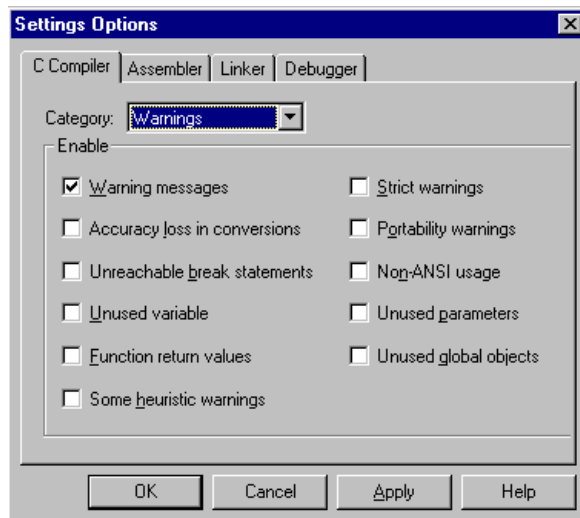 Settings Options
C Compiler Assembler Linker Debugger
Category: Warnings
Enable
Warning messages Strict warnings
Accuracy loss in conversions Portability warnings
Unreachable break statements Non-ANSI usage
Unused variable Unused parameters
Function return values Unused global objects
Some heuristic warnings
OK Cancel Apply Help